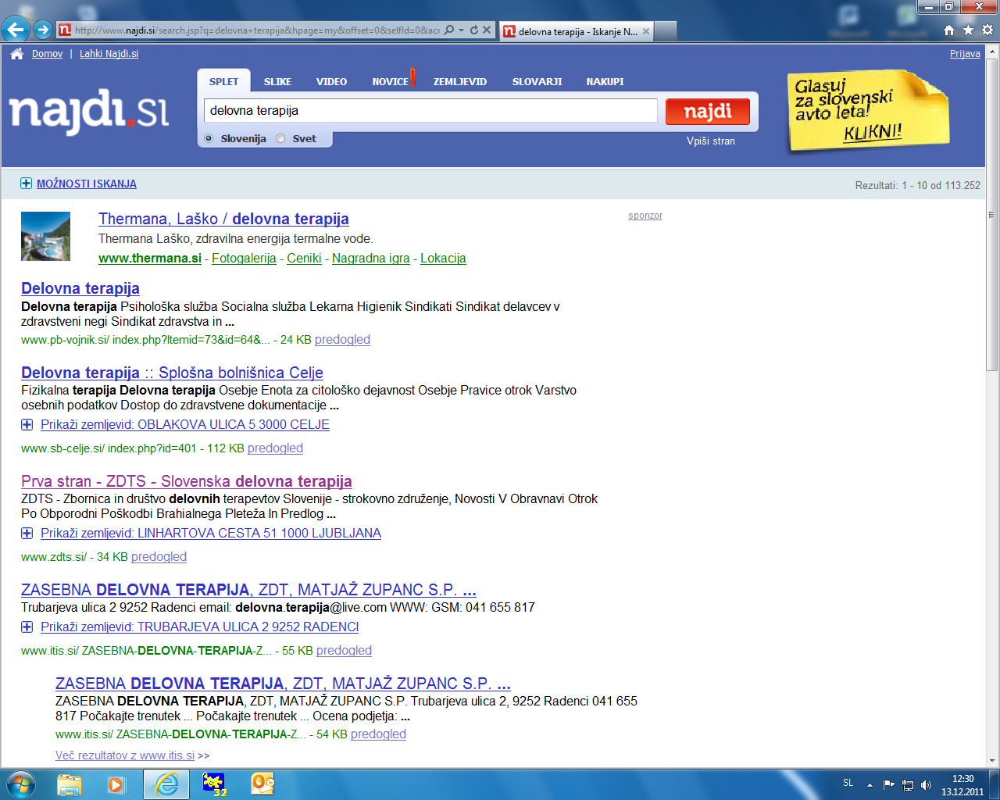 http://www.najdi.si/search.jsp?q=delovna+terapija&hpage=my&offset=0&selfId=0&acr
delovna terapija - Iskanje N...
Domov | Lahki Najdi.si
Prijava
SPLET SLIKE VIDEO NOVICE! ZEMLJEVID SLOVARJI NAKUPI
najdi.si
delovna terapija
najdi
Slovenija Svet
Vpiši stran
Glasuj
za slovenski
avto leta!
KLIKNI!
MOŽNOSTI ISKANJA
Rezultati: 1 - 10 od 113.252
Thermana, Laško / delovna terapija
sponzor
Thermana Laško, zdravilna energija termalne vode.
www.thermana.si - Fotogalerija - Ceniki - Nagradna igra - Lokacija
Delovna terapija
Delovna terapija Psihološka služba Socialna služba Lekarna Higienik Sindikati Sindikat delavcev v
zdravstveni negi Sindikat zdravstva in ...
www.pb-vojnik.si/ index.php?Itemid=73&id=64&... - 24 KB predogled
Delovna terapija :: Splošna bolnišnica Celje
Fizikalna terapija Delovna terapija Osebje Enota za citološko dejavnost Osebje Pravice otrok Varstvo
osebnih podatkov Dostop do zdravstvene dokumentacije ...
Prikaži zemljevid: OBLAKOVA ULICA 5 3000 CELJE
www.sb-celje.si/ index.php?id=401 - 112 KB predogled
Prva stran - ZDTS - Slovenska delovna terapija
ZDTS - Zbornica in društvo delovnih terapevtov Slovenije - strokovno združenje, Novosti V Obravnavi Otrok
Po Obporodni Poškodbi Brahialnega Pleteža In Predlog ...
Prikaži zemljevid: LINHARTOVA CESTA 51 1000 LJUBLJANA
www.zdts.si/ - 34 KB predogled
ZASEBNA DELOVNA TERAPIJA, ZDT, MATJAŽ ZUPANC S.P. ...
Trubarjeva ulica 2 9252 Radenci email: delovna.terapija@live.com WWW: GSM: 041 655 817
Prikaži zemljevid: TRUBARJEVA ULICA 2 9252 RADENCI
www.itis.si/ ZASEBNA-DELOVNA-TERAPIJA-Z... - 55 KB predogled
ZASEBNA DELOVNA TERAPIJA, ZDT, MATJAŽ ZUPANC S.P. ...
ZASEBNA DELOVNA TERAPIJA, ZDT, MATJAŽ ZUPANC S.P. Trubarjeva ulica 2, 9252 Radenci 041 655
817 Počakajte trenutek ... Počakajte trenutek ... Ocena podjetja: ...
www.itis.si/ ZASEBNA-DELOVNA-TERAPIJA-Z... - 54 KB predogled
Več rezultatov z www.itis.si >>
32
SL
12:30
13.12.2011